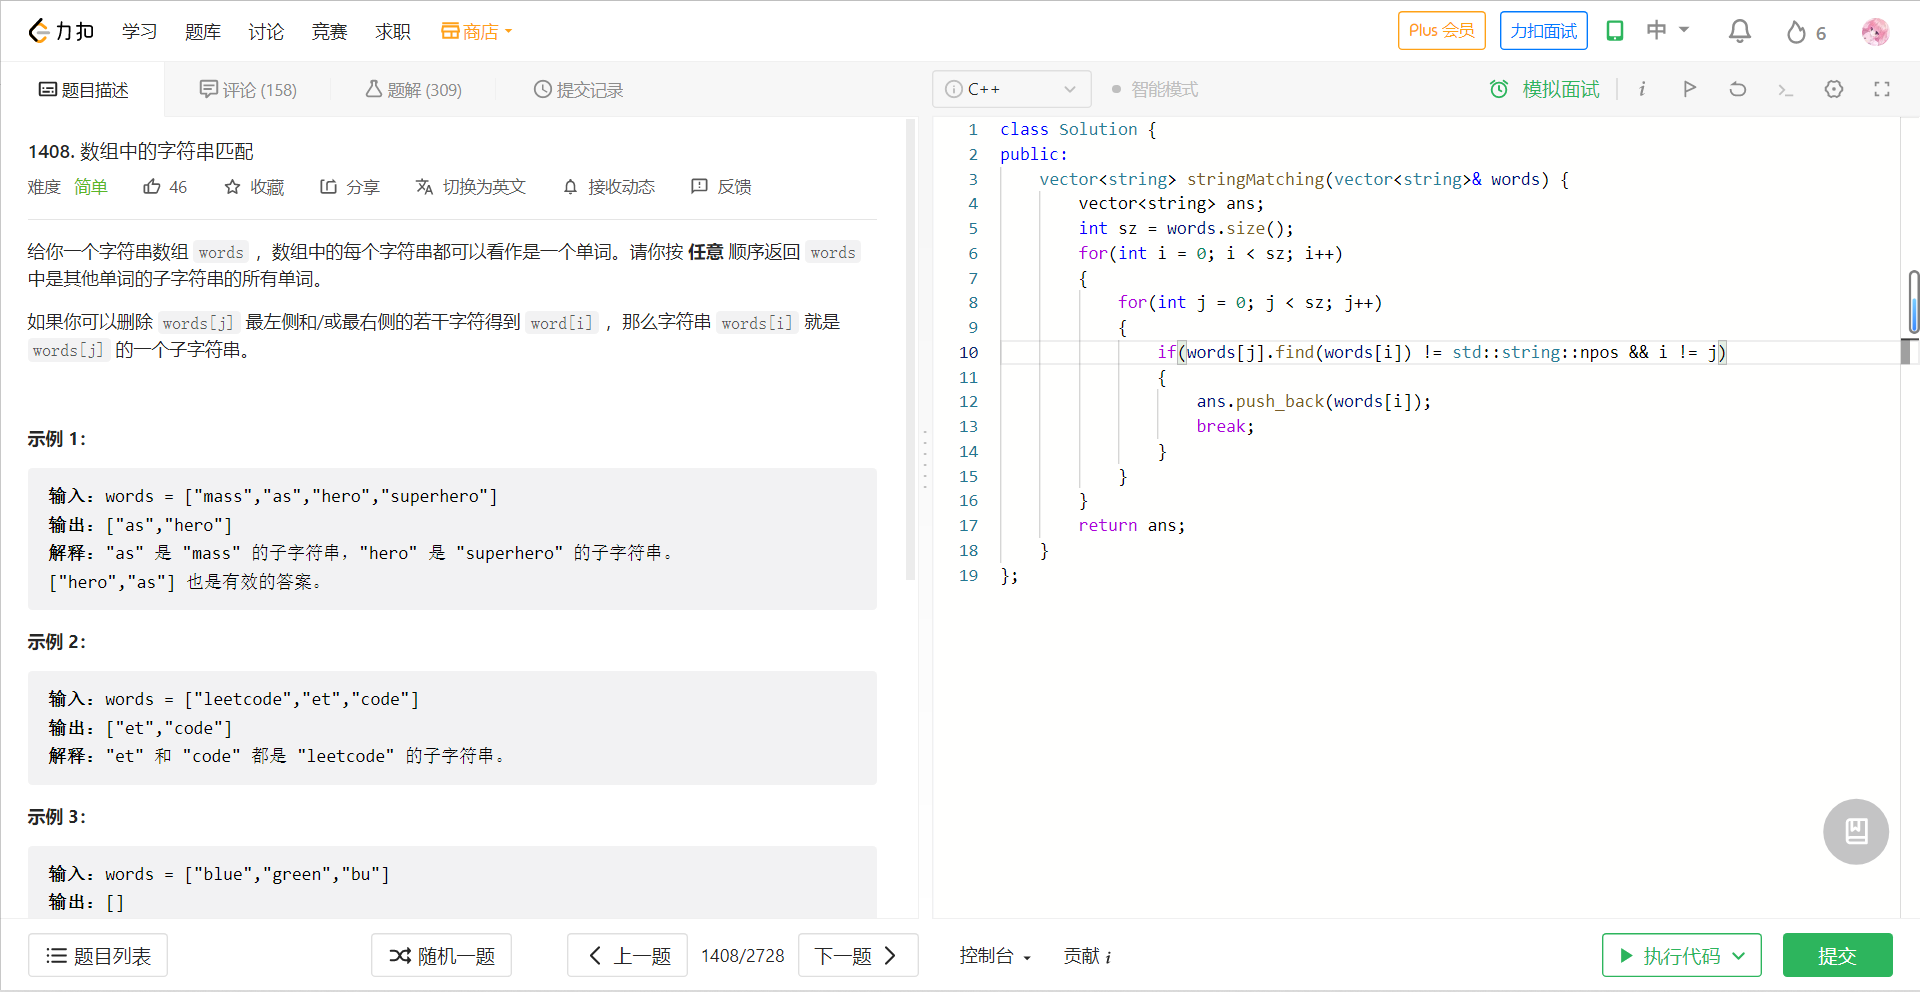 力扣 学习 题库 讨论 竞赛 求职 商店 Plus 会员 力扣面试 中 6
题目描述 评论 (158) 题解 (309) 提交记录
1408. 数组中的字符串匹配
难度 简单 46 收藏 分享 切换为英文 接收动态 反馈
给你一个字符串数组 words ，数组中的每个字符串都可以看作是一个单词。请你按 任意 顺序返回 words
中是其他单词的子字符串的所有单词。
如果你可以删除 words[j] 最左侧和/或最右侧的若干字符得到 word[i] ，那么字符串 words[i] 就是
words[j] 的一个子字符串。
示例 1：
输入：words = ["mass","as","hero","superhero"]
输出：["as","hero"]
解释："as" 是 "mass" 的子字符串，"hero" 是 "superhero" 的子字符串。
["hero","as"] 也是有效的答案。
示例 2：
输入：words = ["leetcode","et","code"]
输出：["et","code"]
解释："et" 和 "code" 都是 "leetcode" 的子字符串。
示例 3：
输入：words = ["blue","green","bu"]
输出：[]
题目列表 随机一题 上一题 1408/2728 下一题
C++ 智能模式 模拟面试 i
1 class Solution {
2 public:
3     vector<string> stringMatching(vector<string>& words) {
4         vector<string> ans;
5         int sz = words.size();
6         for(int i = 0; i < sz; i++)
7         {
8             for(int j = 0; j < sz; j++)
9             {
10                 if(words[j].find(words[i]) != std::string::npos && i != j)
11                 {
12                     ans.push_back(words[i]);
13                     break;
14                 }
15             }
16         }
17         return ans;
18     }
19 };
控制台 贡献 i 执行代码 提交